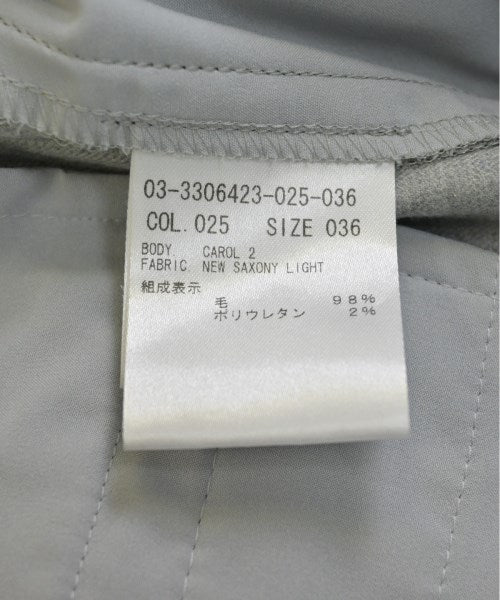 03-3306423-025-036
COL.025 SIZE 036
BODY CAROL 2
FABRIC NEW SAXONY LIGHT
組成表示
毛 98%
ポリウレタン 2%